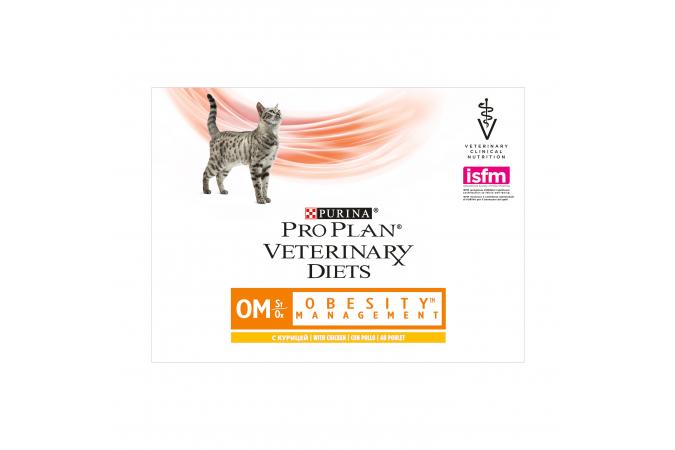 VETERINARY
CLINICAL
NUTRITION
isfm
PURINA®
PRO PLAN®
VETERINARY
DIETS
OM St/Ox
OBESITY™
MANAGEMENT
С КУРИЦЕЙ | WITH CHICKEN | CON POLLO | AU POULET